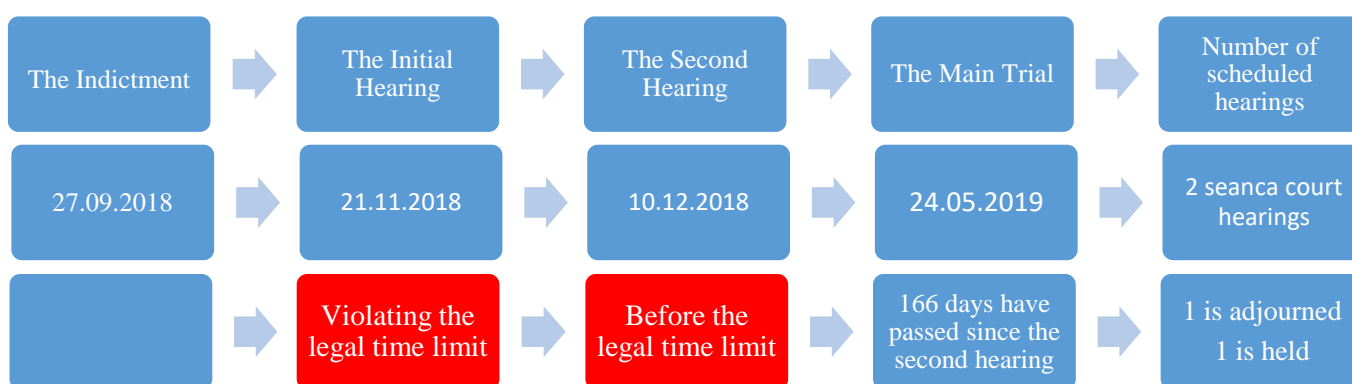 The Indictment
The Initial
Hearing
The Second
Hearing
The Main Trial
Number of
scheduled
hearings
27.09.2018
21.11.2018
10.12.2018
24.05.2019
2 seanca court
hearings
Violating the
legal time limit
Before the
legal time limit
166 days have
passed since the
second hearing
1 is adjourned
1 is held